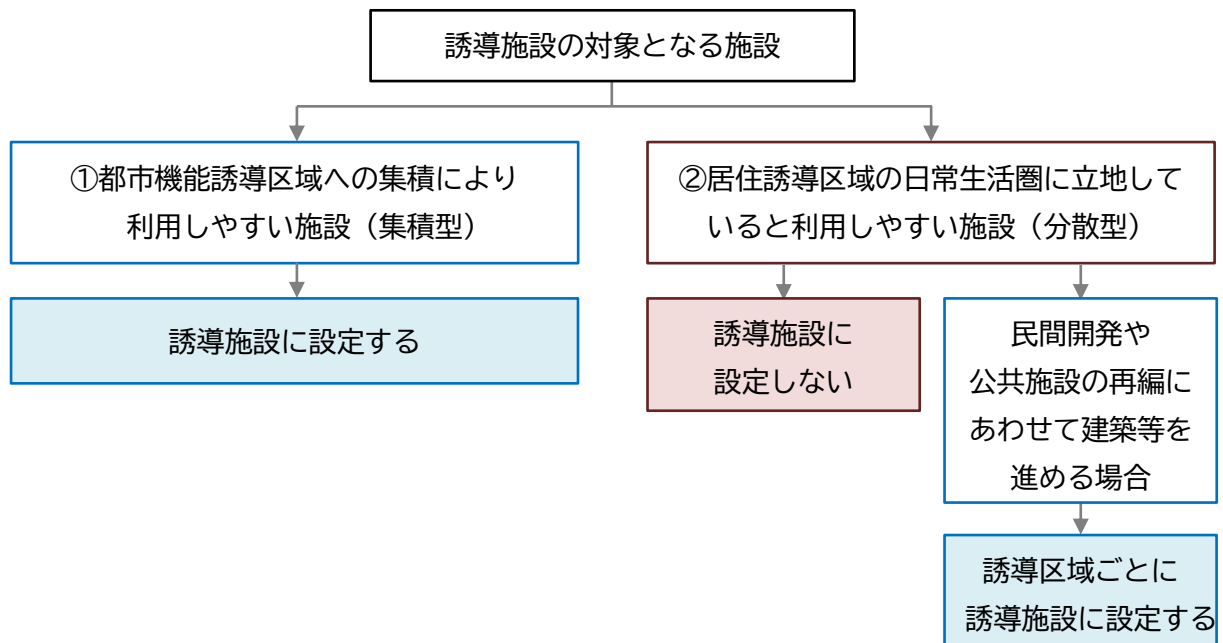 誘導施設の対象となる施設
①都市機能誘導区域への集積により
利用しやすい施設（集積型）
②居住誘導区域の日常生活圏に立地して
いると利用しやすい施設（分散型）
誘導施設に設定する
誘導施設に
設定しない
民間開発や
公共施設の再編に
あわせて建築等を
進める場合
誘導区域ごとに
誘導施設に設定する